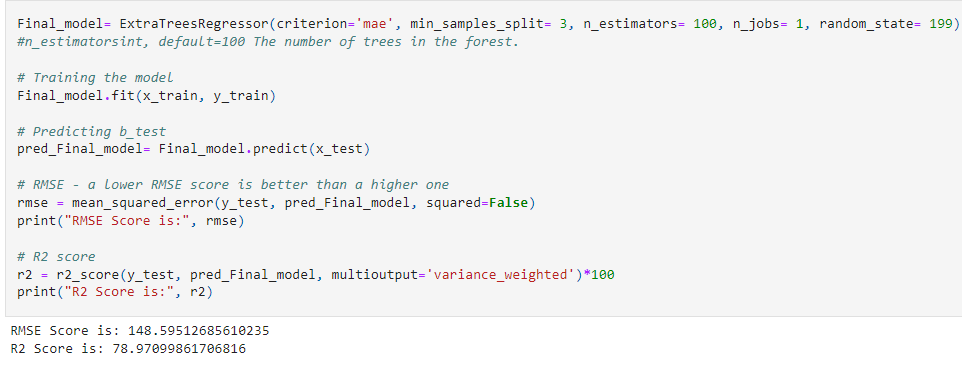 Final_model= ExtraTreesRegressor(criterion='mae', min_samples_split= 3, n_estimators= 100, n_jobs= 1, random_state= 199)
#n_estimatorsint, default=100 The number of trees in the forest.
# Training the model
Final_model.fit(x_train, y_train)
# Predicting b_test
pred_Final_model= Final_model.predict(x_test)
# RMSE - a lower RMSE score is better than a higher one
rmse = mean_squared_error(y_test, pred_Final_model, squared=False)
print("RMSE Score is:", rmse)
# R2 score
r2 = r2_score(y_test, pred_Final_model, multioutput='variance_weighted')*100
print("R2 Score is:", r2)
RMSE Score is: 148.59512685610235
R2 Score is: 78.97099861706816